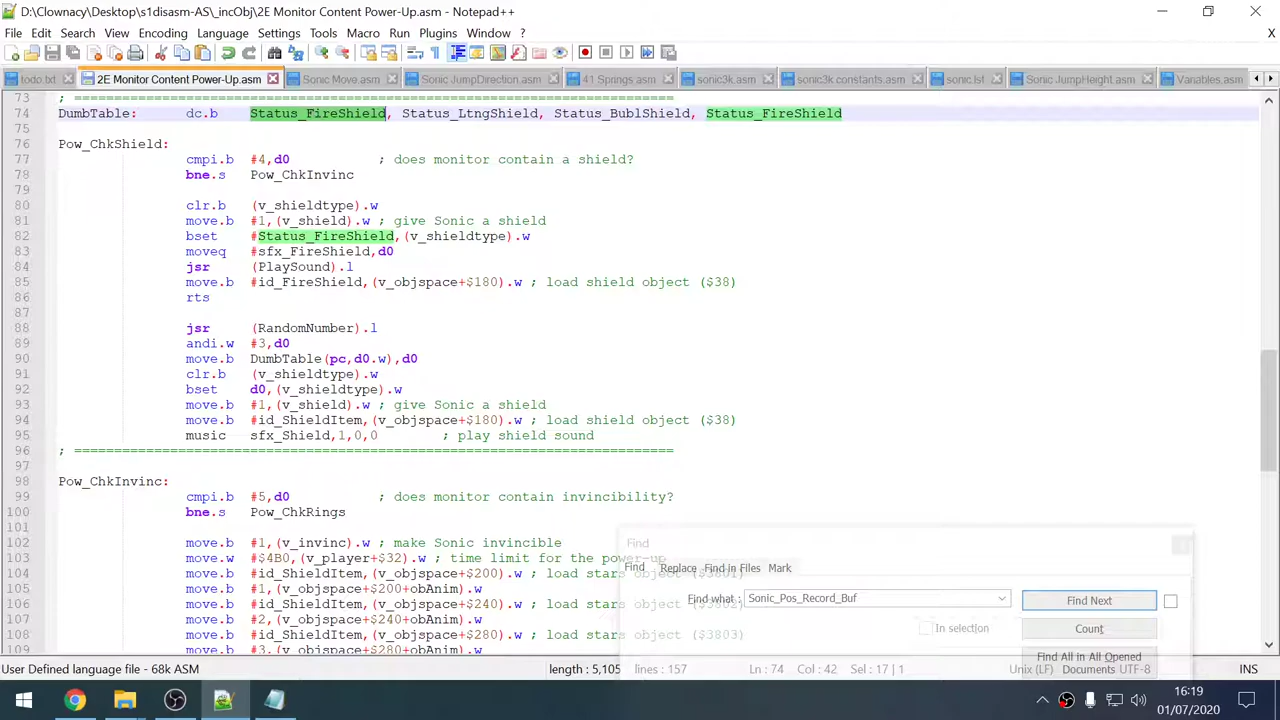 D:\Clownacy\Desktop\s1disasm-AS\_incObj\2E Monitor Content Power-Up.asm - Notepad++
File Edit Search View Encoding Language Settings Tools Macro Run Plugins Window ? X
todo.txt 2E Monitor Content Power-Up.asm Sonic Move.asm Sonic JumpDirection.asm 41 Springs.asm sonic3k.asm sonic3k.constants.asm sonic.lst Sonic JumpHeight.asm Variables.asm
73 ; ===========================================================================
74 DumbTable: dc.b Status_FireShield, Status_LtngShield, Status_BublShield, Status_FireShield
75
76 Pow_ChkShield:
77 cmpi.b #4,d0 ; does monitor contain a shield?
78 bne.s Pow_ChkInvinc
79
80 clr.b (v_shieldtype).w
81 move.b #1,(v_shield).w ; give Sonic a shield
82 bset #Status_FireShield,(v_shieldtype).w
83 moveq #sfx_FireShield,d0
84 jsr (PlaySound).l
85 move.b #id_FireShield,(v_objspace+$180).w ; load shield object ($38)
86 rts
87
88 jsr (RandomNumber).l
89 andi.w #3,d0
90 move.b DumbTable(pc,d0.w),d0
91 clr.b (v_shieldtype).w
92 bset d0,(v_shieldtype).w
93 move.b #1,(v_shield).w ; give Sonic a shield
94 move.b #id_ShieldItem,(v_objspace+$180).w ; load shield object ($38)
95 music sfx_Shield,1,0,0 ; play shield sound
96 ; ===========================================================================
97
98 Pow_ChkInvinc:
99 cmpi.b #5,d0 ; does monitor contain invincibility?
100 bne.s Pow_ChkRings
101
102 move.b #1,(v_invinc).w ; make Sonic invincible
103 move.w #$4B0,(v_player+$32).w ; time limit for the power-up
104 move.b #id_ShieldItem,(v_objspace+$200).w ; load stars object ($3801)
105 move.b #1,(v_objspace+$200+obAnim).w
106 move.b #id_ShieldItem,(v_objspace+$240).w ; load stars object ($3802)
107 move.b #2,(v_objspace+$240+obAnim).w
108 move.b #id_ShieldItem,(v_objspace+$280).w ; load stars object ($3803)
109 move.b #3,(v_objspace+$280+obAnim).w
Find
Find Replace Find in Files Mark
Find what : Sonic_Pos_Record_Buf Find Next
In selection Count
Find All in All Opened Documents
User Defined language file - 68k ASM length : 5,105 lines : 157 Ln : 74 Col : 42 Sel : 17 | 1 Unix (LF) UTF-8 INS
16:19
01/07/2020